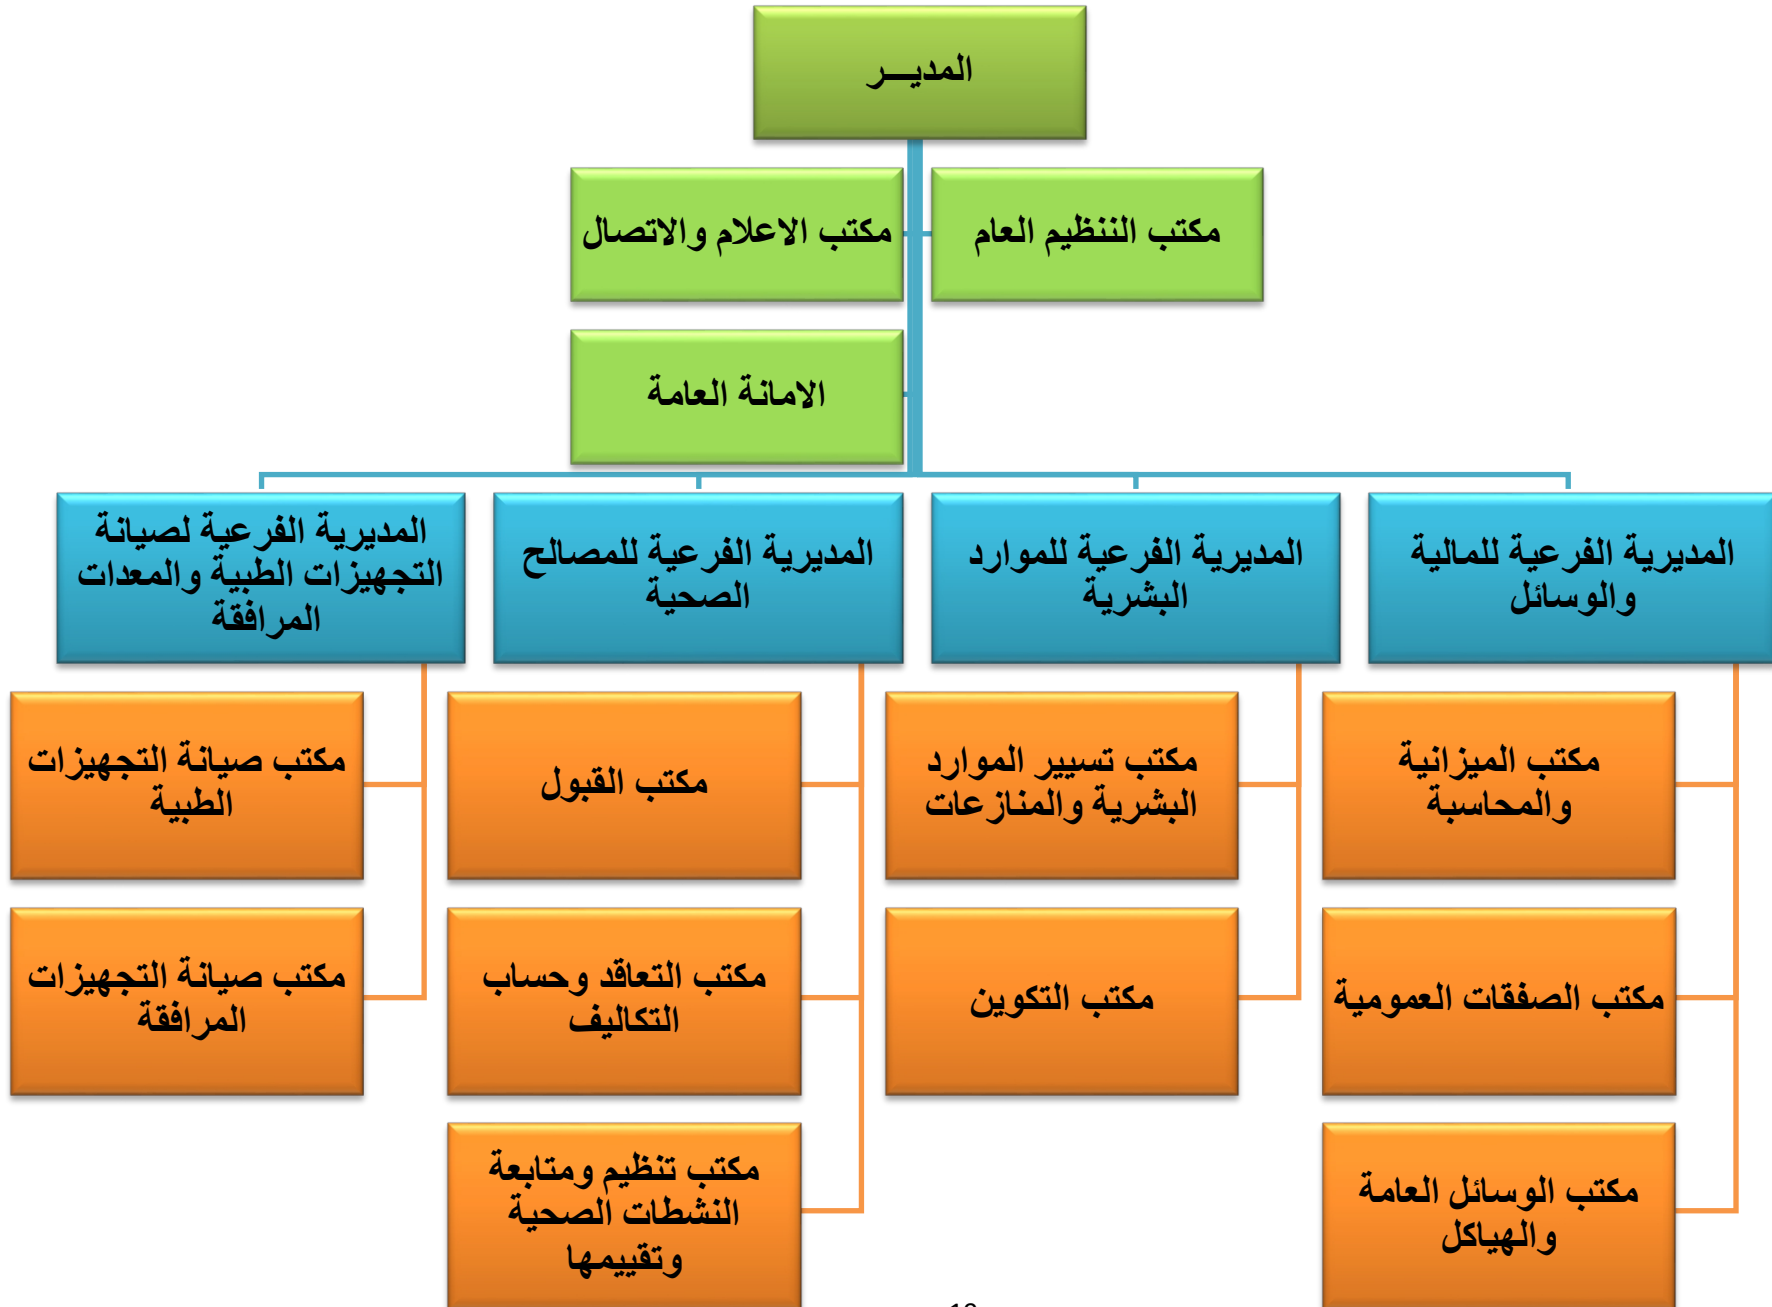 المديـــر
مكتب الننظيم العام
مكتب الاعلام والاتصال
الامانة العامة
المديرية الفرعية للمالية
والوسائل
المديرية الفرعية للموارد
البشرية
المديرية الفرعية للمصالح
الصحية
المديرية الفرعية لصيانة
التجهيزات الطبية والمعدات
المرافقة
مكتب الميزانية
والمحاسبة
مكتب تسيير الموارد
البشرية والمنازعات
مكتب القبول
مكتب صيانة التجهيزات
الطبية
مكتب الصفقات العمومية
مكتب التكوين
مكتب التعاقد وحساب
التكاليف
مكتب صيانة التجهيزات
المرافقة
مكتب الوسائل العامة
والهياكل
مكتب تنظيم ومتابعة
النشطات الصحية
وتقييمها